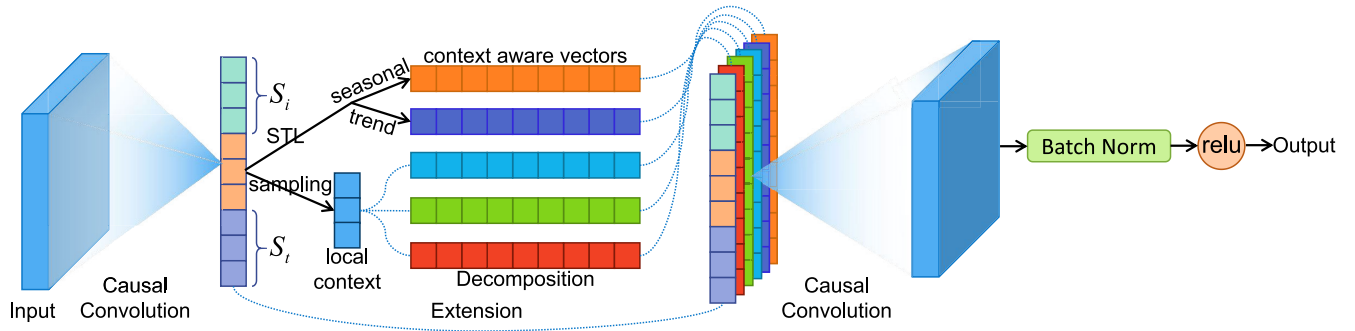 Input
Causal
Convolution
S_i
S_t
STL
seasonal
trend
sampling
local
context
context aware vectors
Decomposition
Extension
Causal
Convolution
Batch Norm
relu
Output